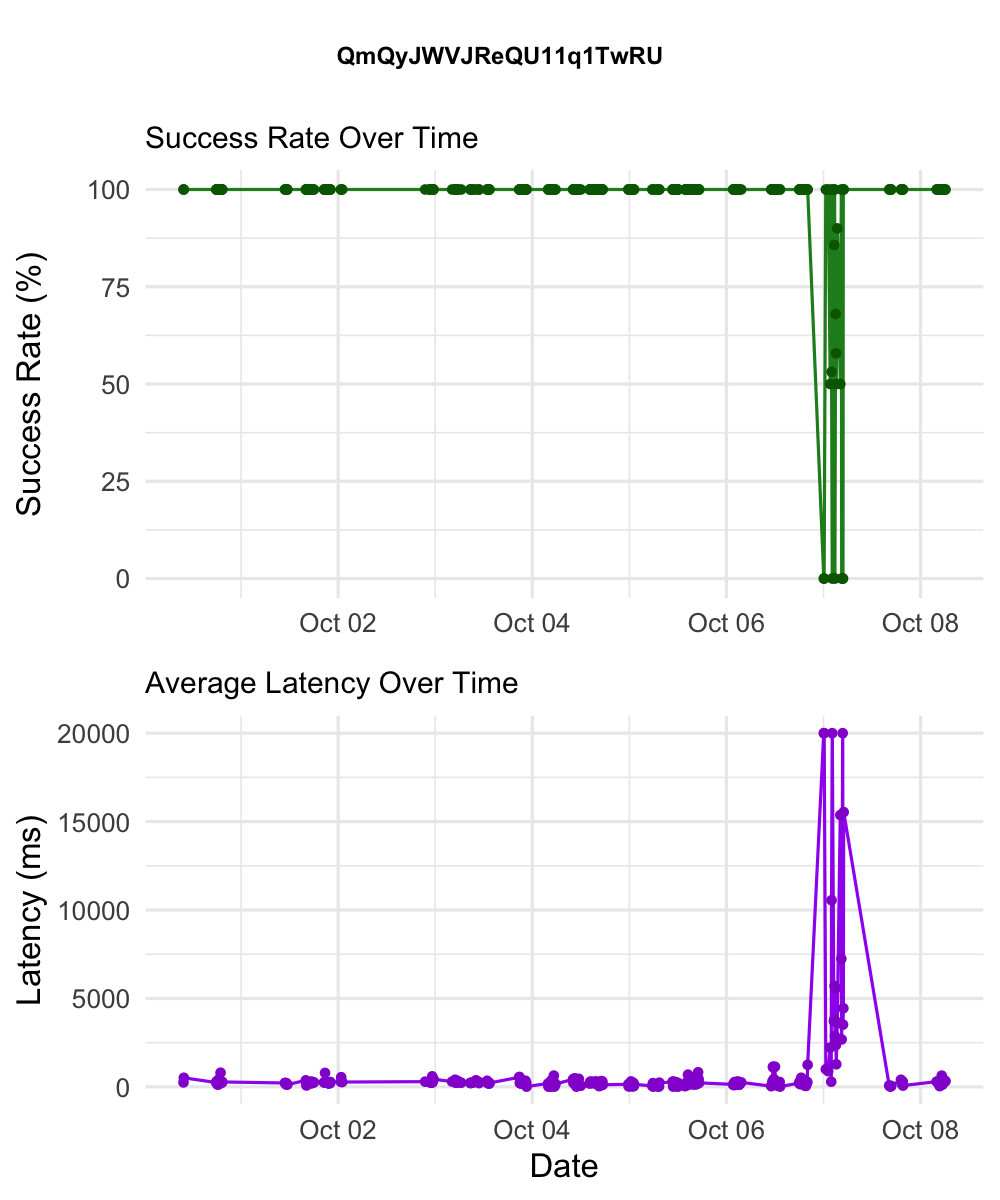 QmQyJWVJReQU11q1TwRU
Success Rate Over Time
Success Rate (%)
100
75
50
25
0
Oct 02 Oct 04 Oct 06 Oct 08
Average Latency Over Time
Latency (ms)
20000
15000
10000
5000
0
Oct 02 Oct 04 Oct 06 Oct 08
Date